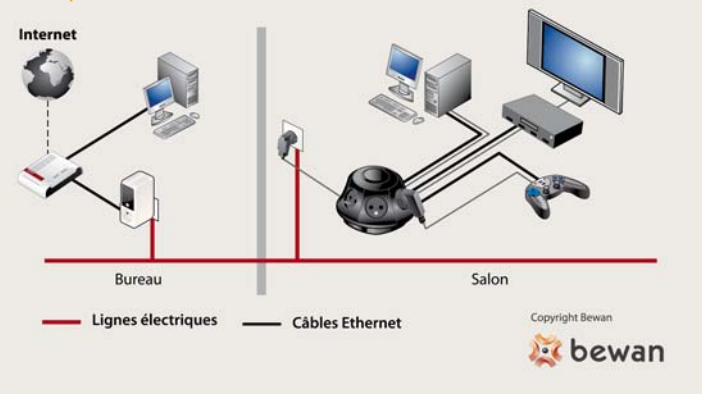 Internet
Bureau
Salon
Lignes électriques
Câbles Ethernet
Copyright Bewan
bewan